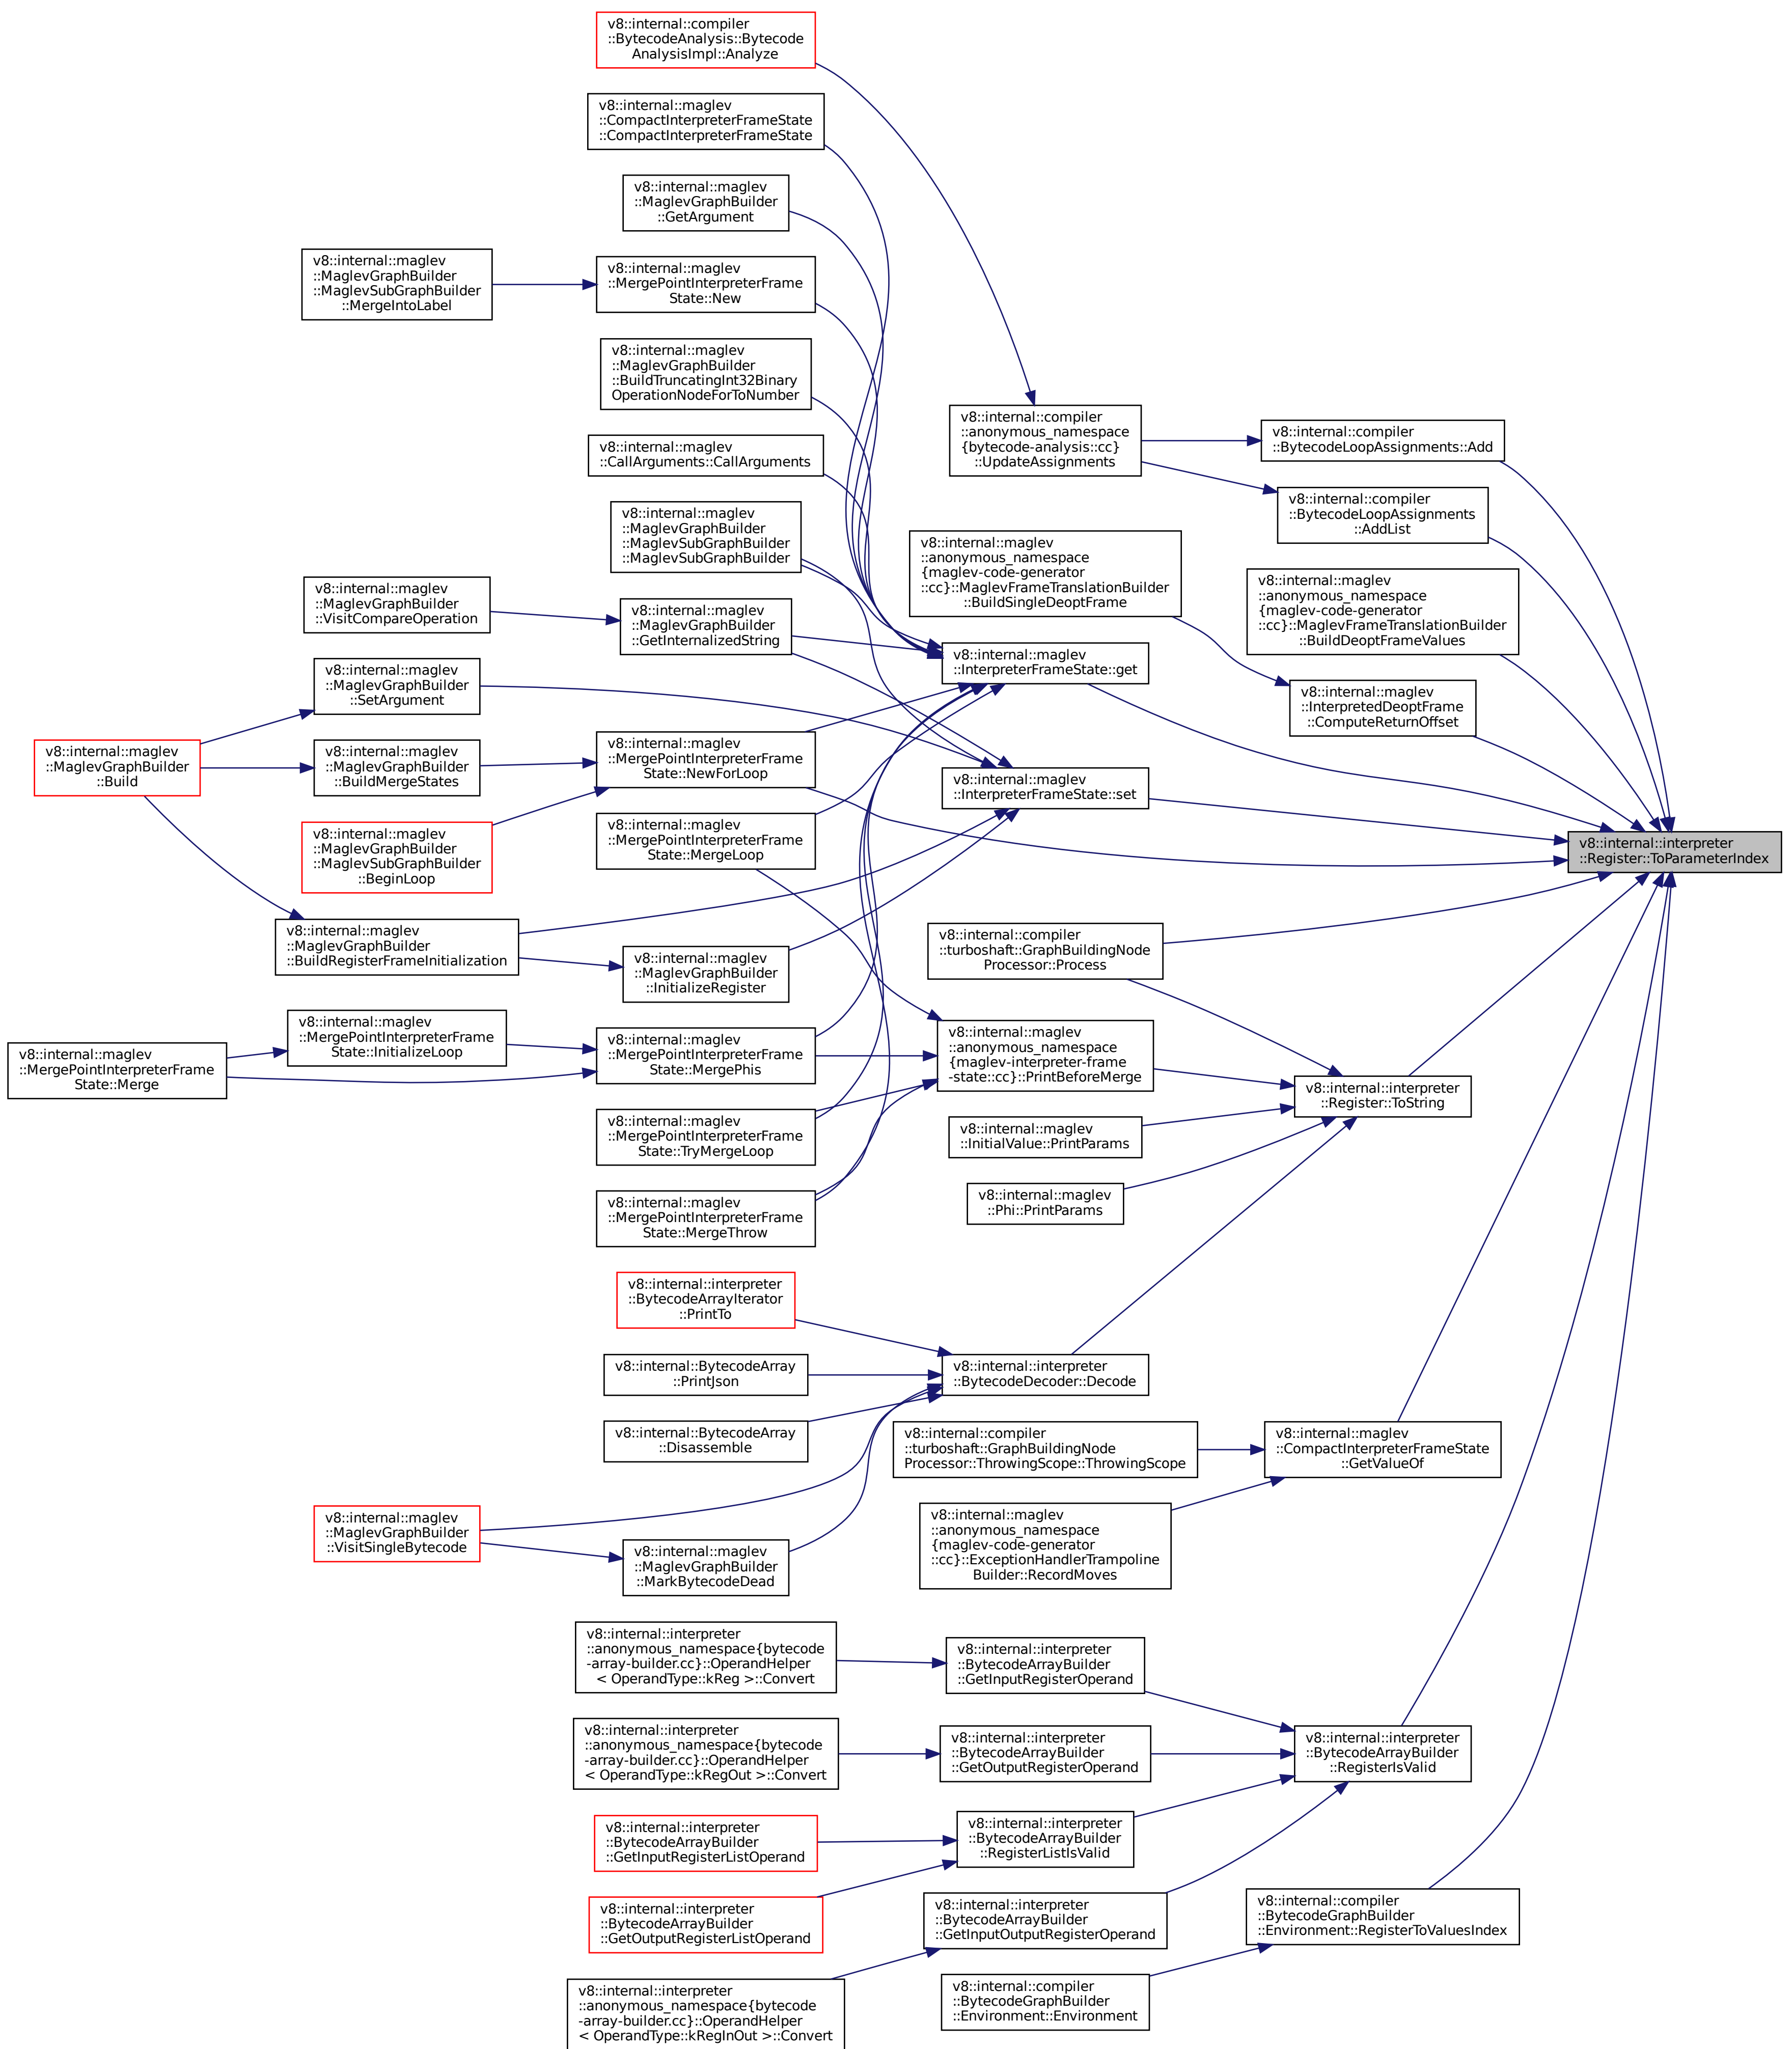 v8::internal::compiler
::BytecodeAnalysis::Bytecode
AnalysisImpl::Analyze
v8::internal::maglev
::CompactInterpreterFrameState
::CompactInterpreterFrameState
v8::internal::maglev
::MaglevGraphBuilder
::GetArgument
v8::internal::maglev
::MaglevGraphBuilder
::MaglevSubGraphBuilder
::MergeIntoLabel
v8::internal::maglev
::MergePointInterpreterFrame
State::New
v8::internal::maglev
::MaglevGraphBuilder
::BuildTruncatingInt32Binary
OperationNodeForToNumber
v8::internal::maglev
::CallArguments::CallArguments
v8::internal::compiler
::anonymous_namespace
{bytecode-analysis::cc}
::UpdateAssignments
v8::internal::compiler
::BytecodeLoopAssignments::Add
v8::internal::compiler
::BytecodeLoopAssignments
::AddList
v8::internal::maglev
::MaglevGraphBuilder
::MaglevSubGraphBuilder
::MaglevSubGraphBuilder
v8::internal::maglev
::anonymous_namespace
{maglev-code-generator
::cc}::MaglevFrameTranslationBuilder
::BuildSingleDeoptFrame
v8::internal::maglev
::anonymous_namespace
{maglev-code-generator
::cc}::MaglevFrameTranslationBuilder
::BuildDeoptFrameValues
v8::internal::maglev
::MaglevGraphBuilder
::VisitCompareOperation
v8::internal::maglev
::MaglevGraphBuilder
::GetInternalizedString
v8::internal::maglev
::InterpreterFrameState::get
v8::internal::maglev
::InterpretedDeoptFrame
::ComputeReturnOffset
v8::internal::maglev
::MaglevGraphBuilder
::SetArgument
v8::internal::maglev
::MaglevGraphBuilder
::Build
v8::internal::maglev
::MaglevGraphBuilder
::BuildMergeStates
v8::internal::maglev
::MergePointInterpreterFrame
State::NewForLoop
v8::internal::maglev
::InterpreterFrameState::set
v8::internal::maglev
::MaglevGraphBuilder
::MaglevSubGraphBuilder
::BeginLoop
v8::internal::maglev
::MergePointInterpreterFrame
State::MergeLoop
v8::internal::interpreter
::Register::ToParameterIndex
v8::internal::maglev
::MaglevGraphBuilder
::BuildRegisterFrameInitialization
v8::internal::maglev
::MaglevGraphBuilder
::InitializeRegister
v8::internal::compiler
::turboshaft::GraphBuildingNode
Processor::Process
v8::internal::maglev
::MergePointInterpreterFrame
State::Merge
v8::internal::maglev
::MergePointInterpreterFrame
State::InitializeLoop
v8::internal::maglev
::MergePointInterpreterFrame
State::MergePhis
v8::internal::maglev
::anonymous_namespace
{maglev-interpreter-frame
-state::cc}::PrintBeforeMerge
v8::internal::interpreter
::Register::ToString
v8::internal::maglev
::MergePointInterpreterFrame
State::TryMergeLoop
v8::internal::maglev
::InitialValue::PrintParams
v8::internal::maglev
::MergePointInterpreterFrame
State::MergeThrow
v8::internal::maglev
::Phi::PrintParams
v8::internal::interpreter
::BytecodeArrayIterator
::PrintTo
v8::internal::BytecodeArray
::PrintJson
v8::internal::interpreter
::BytecodeDecoder::Decode
v8::internal::BytecodeArray
::Disassemble
v8::internal::compiler
::turboshaft::GraphBuildingNode
Processor::ThrowingScope::ThrowingScope
v8::internal::maglev
::CompactInterpreterFrameState
::GetValueOf
v8::internal::maglev
::MaglevGraphBuilder
::VisitSingleBytecode
v8::internal::maglev
::MaglevGraphBuilder
::MarkBytecodeDead
v8::internal::maglev
::anonymous_namespace
{maglev-code-generator
::cc}::ExceptionHandlerTrampoline
Builder::RecordMoves
v8::internal::interpreter
::anonymous_namespace{bytecode
-array-builder.cc}::OperandHelper
< OperandType::kReg >::Convert
v8::internal::interpreter
::BytecodeArrayBuilder
::GetInputRegisterOperand
v8::internal::interpreter
::anonymous_namespace{bytecode
-array-builder.cc}::OperandHelper
< OperandType::kRegOut >::Convert
v8::internal::interpreter
::BytecodeArrayBuilder
::GetOutputRegisterOperand
v8::internal::interpreter
::BytecodeArrayBuilder
::RegisterIsValid
v8::internal::interpreter
::BytecodeArrayBuilder
::GetInputRegisterListOperand
v8::internal::interpreter
::BytecodeArrayBuilder
::RegisterListIsValid
v8::internal::interpreter
::BytecodeArrayBuilder
::GetOutputRegisterListOperand
v8::internal::interpreter
::BytecodeArrayBuilder
::GetInputOutputRegisterOperand
v8::internal::compiler
::BytecodeGraphBuilder
::Environment::RegisterToValuesIndex
v8::internal::interpreter
::anonymous_namespace{bytecode
-array-builder.cc}::OperandHelper
< OperandType::kRegInOut >::Convert
v8::internal::compiler
::BytecodeGraphBuilder
::Environment::Environment